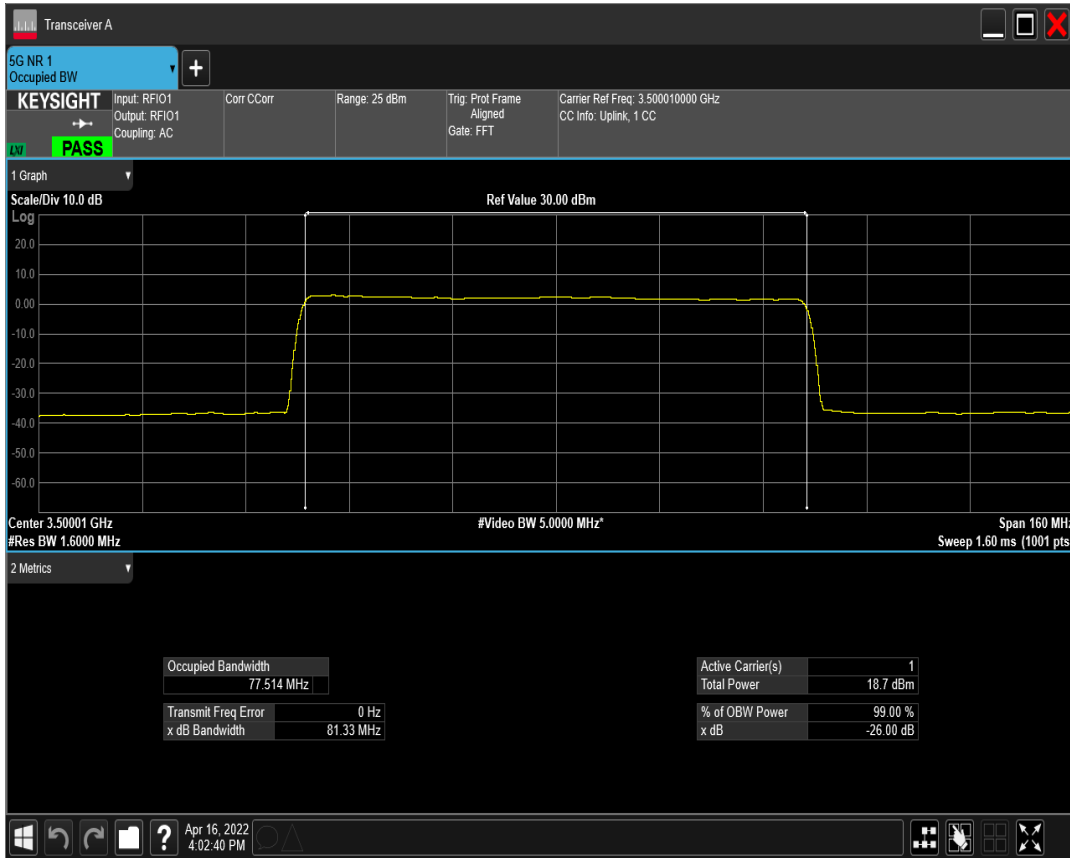 Transceiver A
5G NR 1
Occupied BW
+
KEYSIGHT
LXI
PASS
Input: RFIO1
Output: RFIO1
Coupling: AC
Corr CCorr
Range: 25 dBm
Trig: Prot Frame
Aligned
Gate: FFT
Carrier Ref Freq: 3.500010000 GHz
CC Info: Uplink, 1 CC
1 Graph
Scale/Div 10.0 dB
Ref Value 30.00 dBm
Log
20.0
10.0
0.00
-10.0
-20.0
-30.0
-40.0
-50.0
-60.0
Center 3.50001 GHz
#Video BW 5.0000 MHz*
Span 160 MHz
#Res BW 1.6000 MHz
Sweep 1.60 ms (1001 pts
2 Metrics
Occupied Bandwidth
77.514 MHz
Transmit Freq Error 0 Hz
x dB Bandwidth 81.33 MHz
Active Carrier(s) 1
Total Power 18.7 dBm
% of OBW Power 99.00 %
x dB -26.00 dB
?
Apr 16, 2022
4:02:40 PM